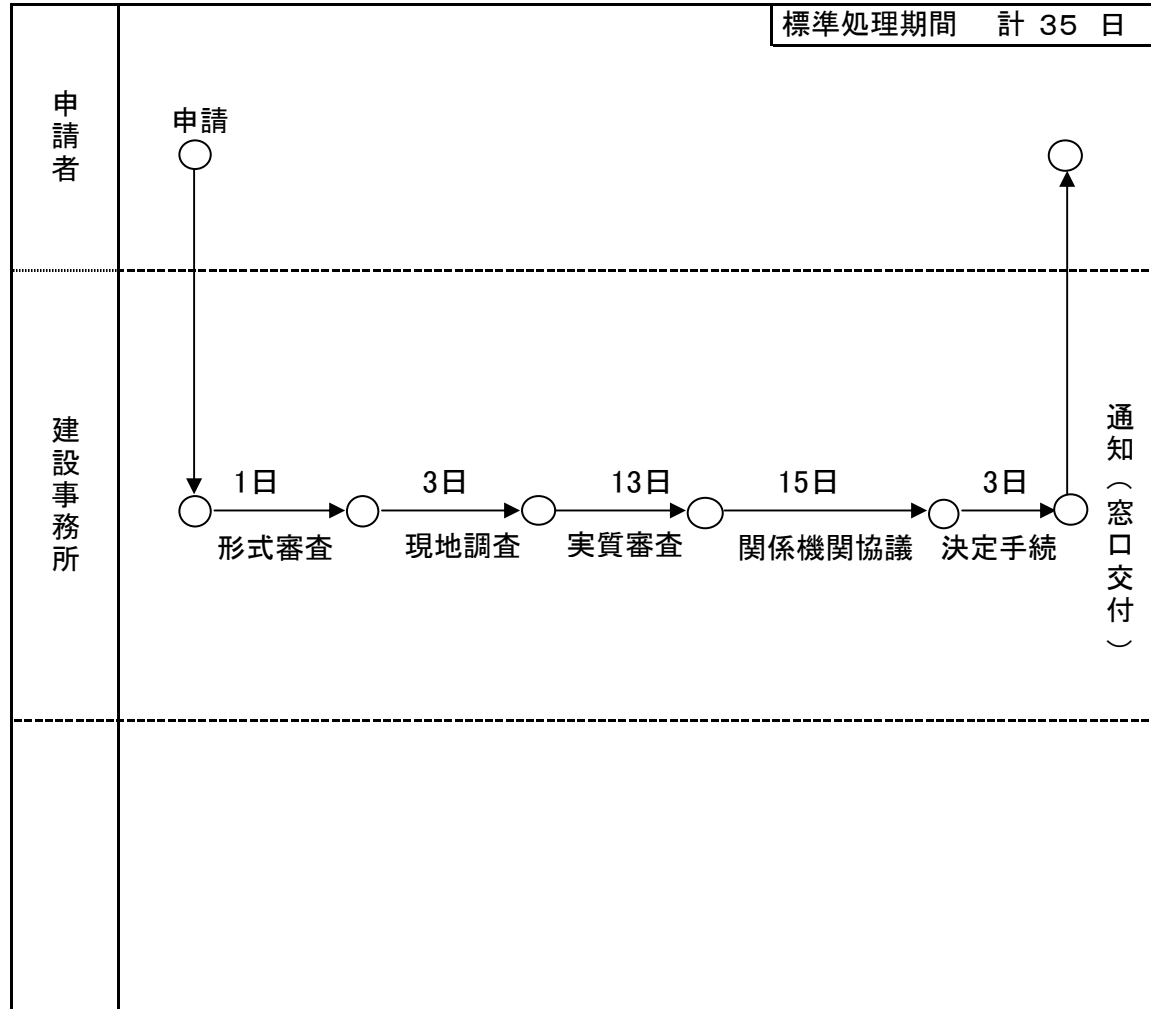 標準処理期間　計 35 日
申請者
申請
建設事務所
1日
3日
13日
15日
3日
形式審査
現地調査
実質審査
関係機関協議
決定手続
通知（窓口交付）